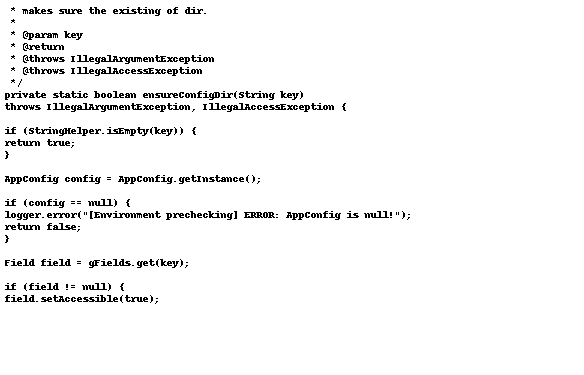 * makes sure the existing of dir.
*
* @param key
* @return
* @throws IllegalArgumentException
* @throws IllegalAccessException
*/
private static boolean ensureConfigDir(String key)
throws IllegalArgumentException, IllegalAccessException {
if (StringHelper.isEmpty(key)) {
return true;
}
AppConfig config = AppConfig.getInstance();
if (config == null) {
logger.error("[Environment prechecking] ERROR: AppConfig is null!");
return false;
}
Field field = gFields.get(key);
if (field != null) {
field.setAccessible(true);